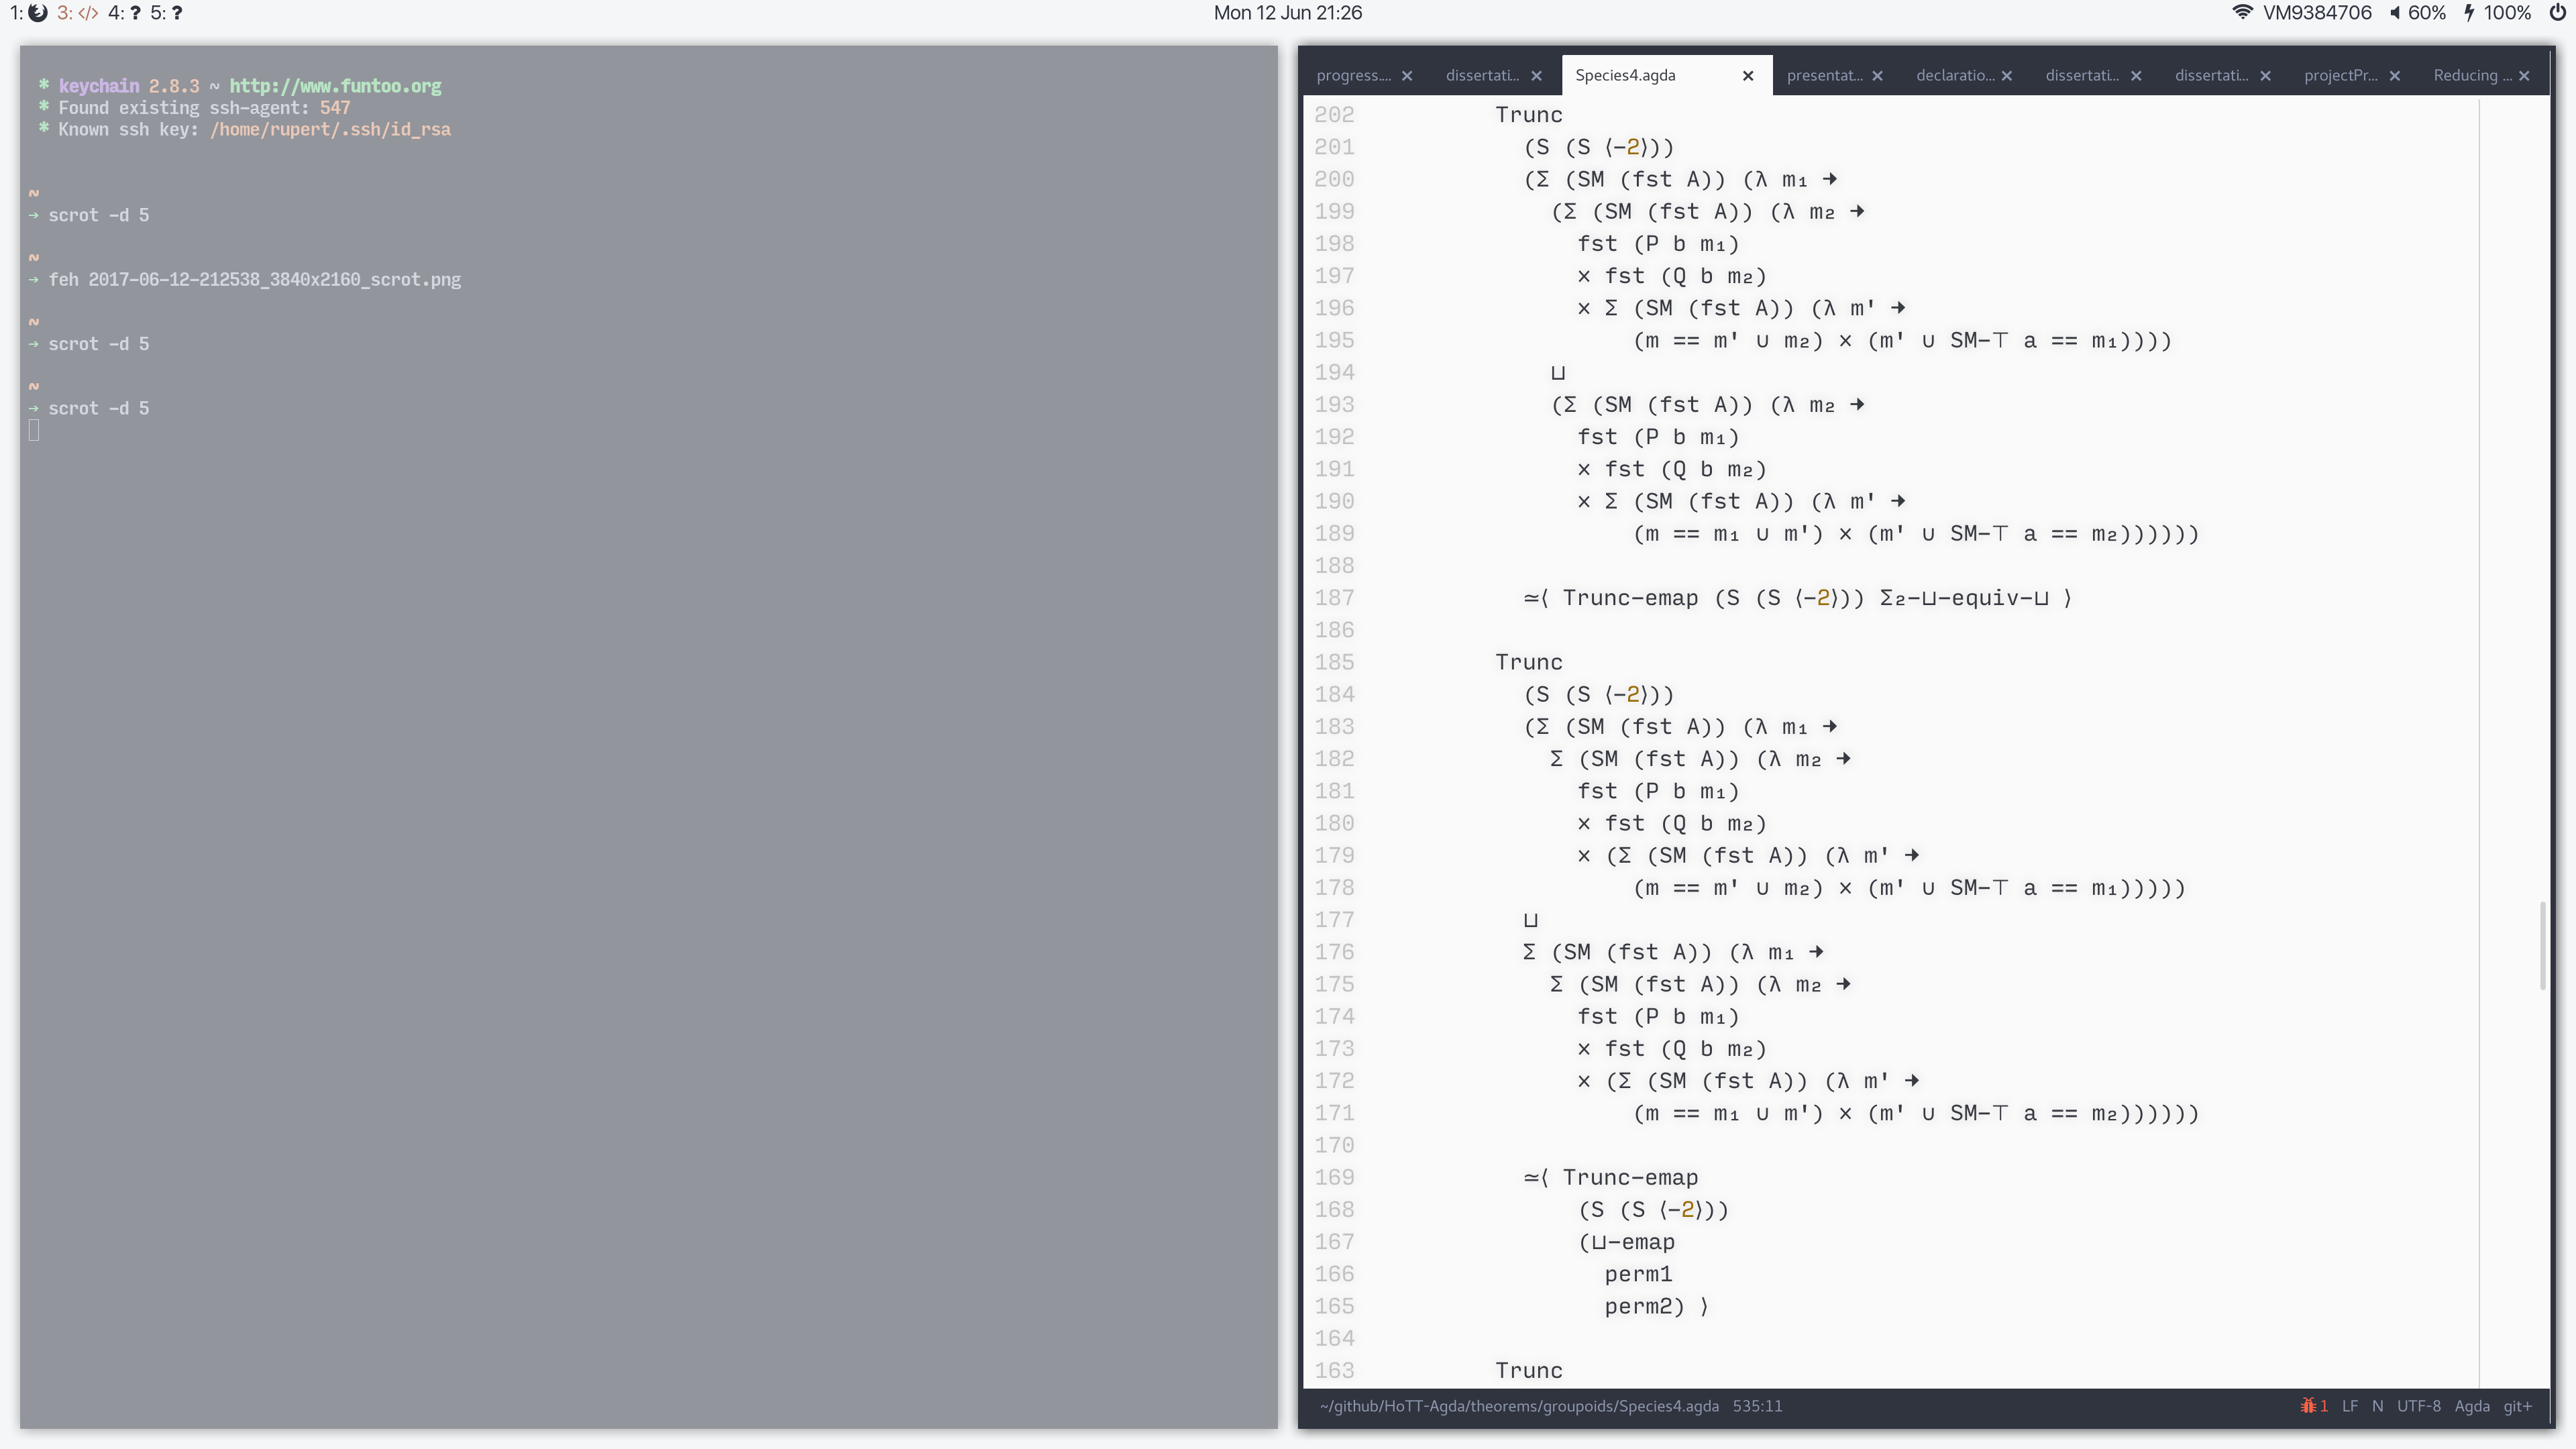 1: 3: </> 4: ? 5: ?
Mon 12 Jun 21:26
VM9384706 60% 100%
* keychain 2.8.3 ~ http://www.funtoo.org
* Found existing ssh-agent: 547
* Known ssh key: /home/rupert/.ssh/id_rsa
~
→ scrot -d 5
~
→ feh 2017-06-12-212538_3840x2160_scrot.png
~
→ scrot -d 5
~
→ scrot -d 5
progress.... × dissertati... × Species4.agda × presentat... × declaratio... × dissertati... × dissertati... × projectPr... × Reducing ... ×
202 Trunc
201 (S (S ⟨-2⟩))
200 (Σ (SM (fst A)) (λ m₁ →
199 (Σ (SM (fst A)) (λ m₂ →
198 fst (P b m₁)
197 × fst (Q b m₂)
196 × Σ (SM (fst A)) (λ m' →
195 (m == m' ∪ m₂) × (m' ∪ SM-⊤ a == m₁))))
194 ⊔
193 (Σ (SM (fst A)) (λ m₂ →
192 fst (P b m₁)
191 × fst (Q b m₂)
190 × Σ (SM (fst A)) (λ m' →
189 (m == m₁ ∪ m') × (m' ∪ SM-⊤ a == m₂))))))
188
187 ≃⟨ Trunc-emap (S (S ⟨-2⟩)) Σ₂-⊔-equiv-⊔ ⟩
186
185 Trunc
184 (S (S ⟨-2⟩))
183 (Σ (SM (fst A)) (λ m₁ →
182 Σ (SM (fst A)) (λ m₂ →
181 fst (P b m₁)
180 × fst (Q b m₂)
179 × (Σ (SM (fst A)) (λ m' →
178 (m == m' ∪ m₂) × (m' ∪ SM-⊤ a == m₁)))))
177 ⊔
176 Σ (SM (fst A)) (λ m₁ →
175 Σ (SM (fst A)) (λ m₂ →
174 fst (P b m₁)
173 × fst (Q b m₂)
172 × (Σ (SM (fst A)) (λ m' →
171 (m == m₁ ∪ m') × (m' ∪ SM-⊤ a == m₂))))))
170
169 ≃⟨ Trunc-emap
168 (S (S ⟨-2⟩))
167 (⊔-emap
166 perm1
165 perm2) ⟩
164
163 Trunc
~/github/HoTT-Agda/theorems/groupoids/Species4.agda 535:11
1 LF N UTF-8 Agda git+